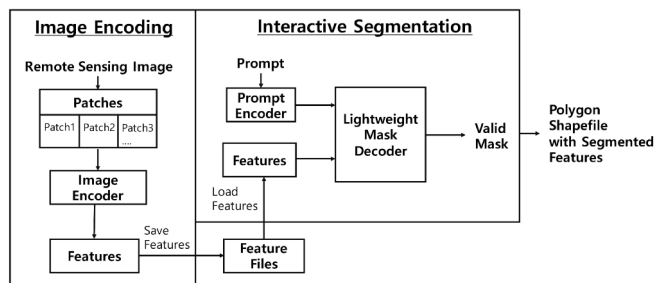 Image Encoding
Remote Sensing Image
Patches
Patch1 Patch2 Patch3
....
Image
Encoder
Features
Save
Features
Feature
Files
Load
Features
Interactive Segmentation
Prompt
Prompt
Encoder
Features
Lightweight
Mask
Decoder
Valid
Mask
Polygon
Shapefile
with Segmented
Features